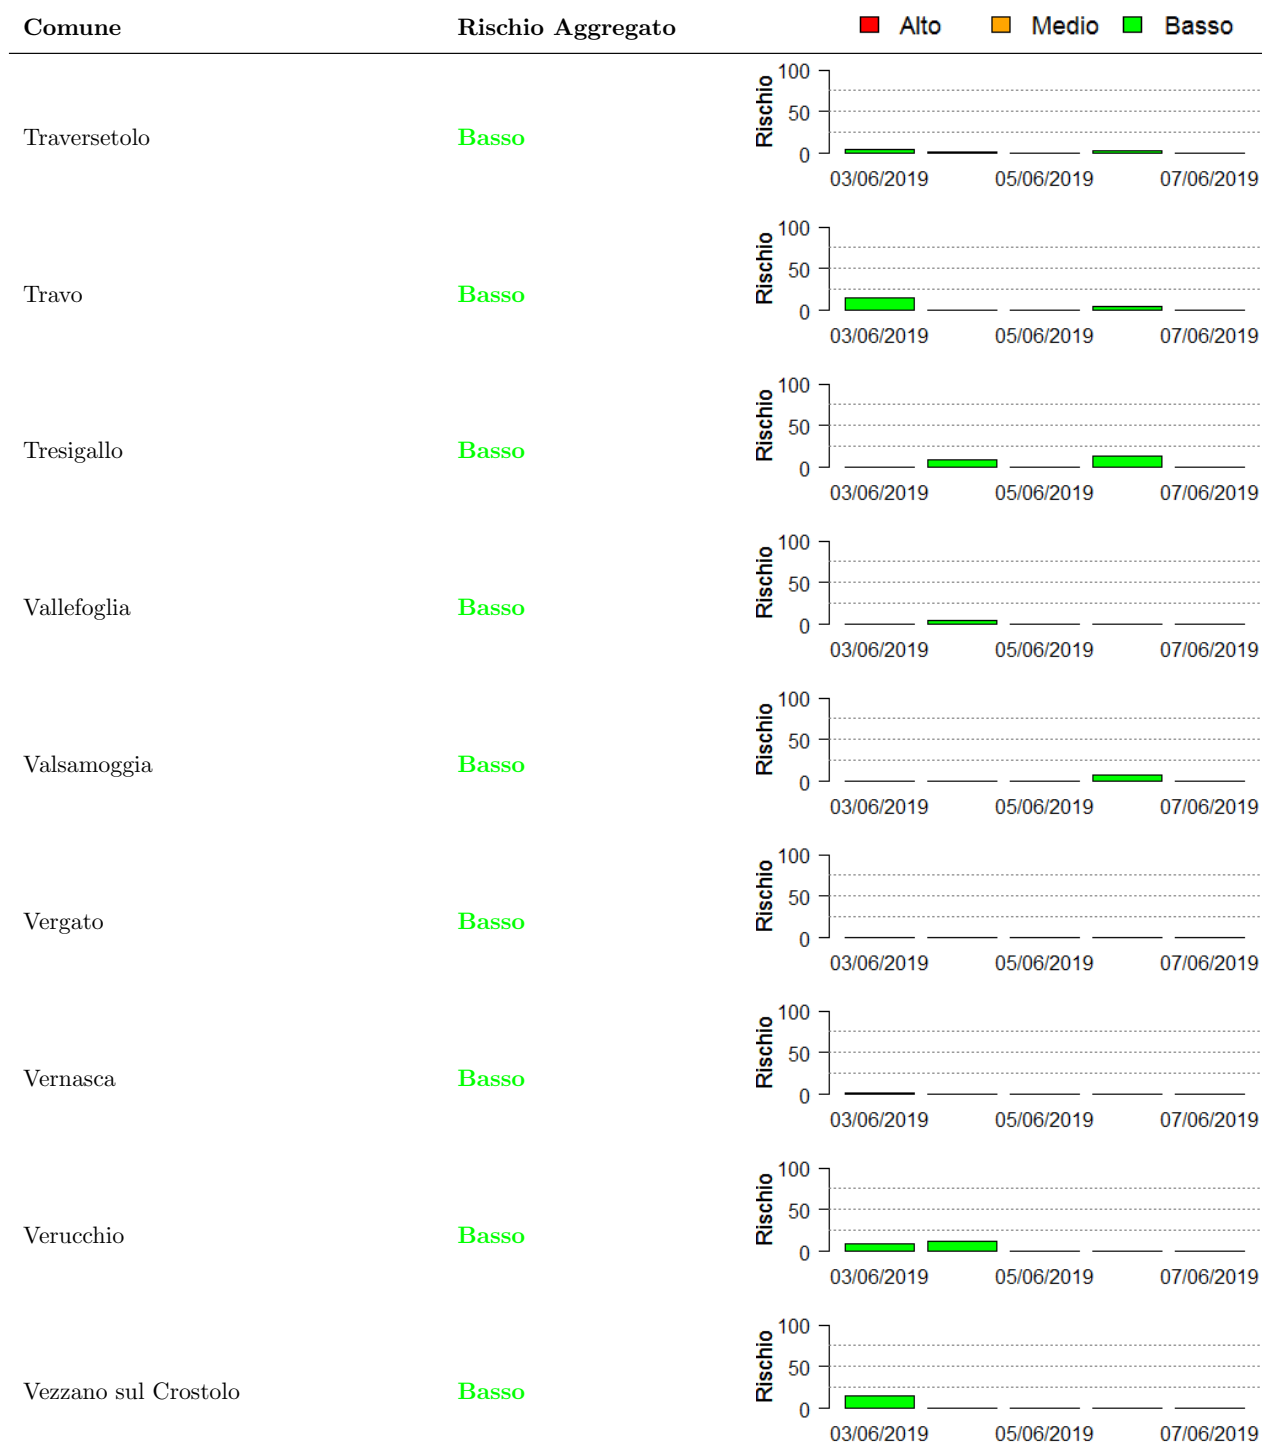 Comune Rischio Aggregato Alto Medio Basso
Traversetolo Basso Rischio 100 50 0
03/06/2019 05/06/2019 07/06/2019
Travo Basso Rischio 100 50 0
03/06/2019 05/06/2019 07/06/2019
Tresigallo Basso Rischio 100 50 0
03/06/2019 05/06/2019 07/06/2019
Vallefoglia Basso Rischio 100 50 0
03/06/2019 05/06/2019 07/06/2019
Valsamoggia Basso Rischio 100 50 0
03/06/2019 05/06/2019 07/06/2019
Vergato Basso Rischio 100 50 0
03/06/2019 05/06/2019 07/06/2019
Vernasca Basso Rischio 100 50 0
03/06/2019 05/06/2019 07/06/2019
Verucchio Basso Rischio 100 50 0
03/06/2019 05/06/2019 07/06/2019
Vezzano sul Crostolo Basso Rischio 100 50 0
03/06/2019 05/06/2019 07/06/2019